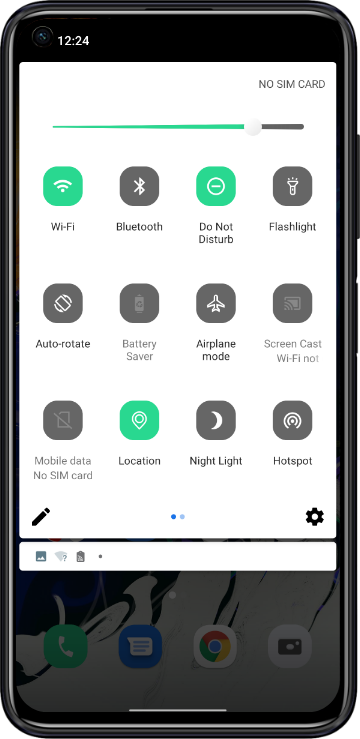 12:24
NO SIM CARD
Wi-Fi
Bluetooth
Do Not
Disturb
Flashlight
Auto-rotate
Battery
Saver
Airplane
mode
Screen Cast
Wi-Fi not
Mobile data
No SIM card
Location
Night Light
Hotspot